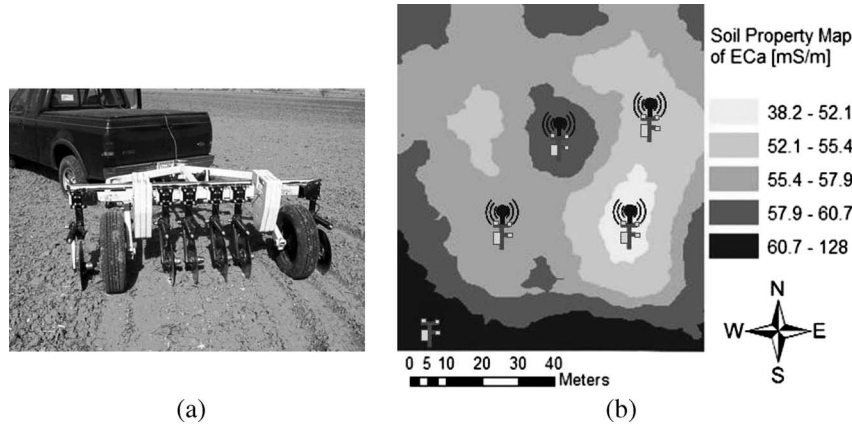 Soil Property Map
of ECa [mS/m]
38.2 - 52.1
52.1 - 55.4
55.4 - 57.9
57.9 - 60.7
60.7 - 128
N
W E
S
0 5 10 20 30 40
Meters
(a) (b)